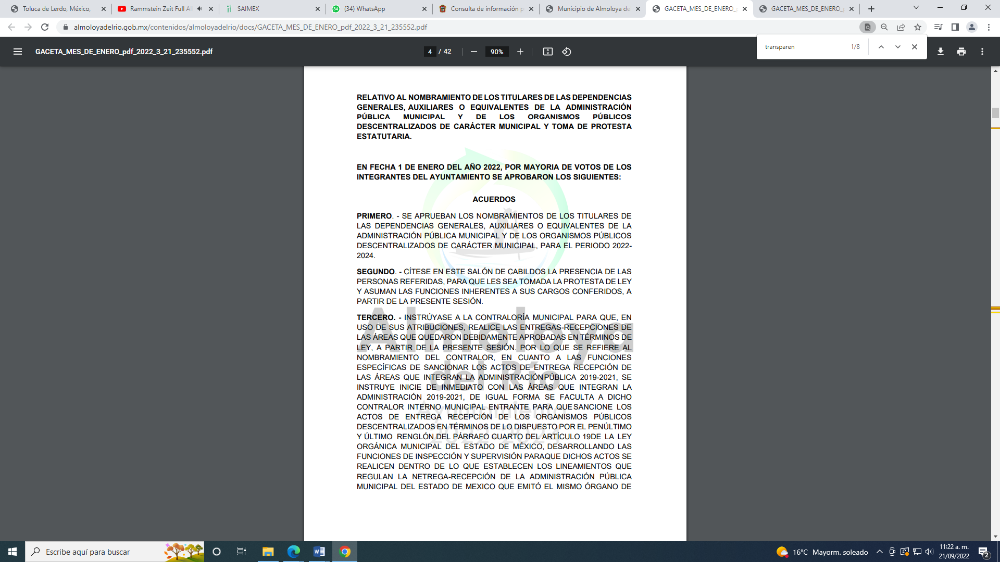 Toluca de Lerdo, México,
Rammstein Zeit Full Al
SAIMEX
(34) WhatsApp
Consulta de información p
Municipio de Almoloya de
GACETA_MES_DE_ENERO_
GACETA_MES_DE_ENERO_
almoloyadelrio.gob.mx/contenidos/almoloyadelrio/docs/GACETA_MES_DE_ENERO_pdf_2022_3_21_235552.pdf
GACETA_MES_DE_ENERO_pdf_2022_3_21_235552.pdf
4 / 42
90%
transparen
1/8
RELATIVO AL NOMBRAMIENTO DE LOS TITULARES DE LAS DEPENDENCIAS
GENERALES, AUXILIARES O EQUIVALENTES DE LA ADMINISTRACIÓN
PÚBLICA MUNICIPAL Y DE LOS ORGANISMOS PÚBLICOS
DESCENTRALIZADOS DE CARÁCTER MUNICIPAL Y TOMA DE PROTESTA
ESTATUTARIA.
EN FECHA 1 DE ENERO DEL AÑO 2022, POR MAYORIA DE VOTOS DE LOS
INTEGRANTES DEL AYUNTAMIENTO SE APROBARON LOS SIGUIENTES:
ACUERDOS
PRIMERO. - SE APRUEBAN LOS NOMBRAMIENTOS DE LOS TITULARES DE
LAS DEPENDENCIAS GENERALES, AUXILIARES O EQUIVALENTES DE LA
ADMINISTRACIÓN PÚBLICA MUNICIPAL Y DE LOS ORGANISMOS PÚBLICOS
DESCENTRALIZADOS DE CARÁCTER MUNICIPAL, PARA EL PERIODO 2022-
2024.
SEGUNDO. - CÍTESE EN ESTE SALÓN DE CABILDOS LA PRESENCIA DE LAS
PERSONAS REFERIDAS, PARA QUE LES SEA TOMADA LA PROTESTA DE LEY
Y ASUMAN LAS FUNCIONES INHERENTES A SUS CARGOS CONFERIDOS, A
PARTIR DE LA PRESENTE SESIÓN.
TERCERO. - INSTRÚYASE A LA CONTRALORÍA MUNICIPAL PARA QUE, EN
USO DE SUS ATRIBUCIONES, REALICE LAS ENTREGAS-RECEPCIONES DE
LAS ÁREAS QUE QUEDARON DEBIDAMENTE APROBADAS EN TÉRMINOS DE
LEY, A PARTIR DE LA PRESENTE SESIÓN. POR LO QUE SE REFIERE AL
NOMBRAMIENTO DEL CONTRALOR, EN CUANTO A LAS FUNCIONES
ESPECÍFICAS DE SANCIONAR LOS ACTOS DE ENTREGA RECEPCIÓN DE
LAS ÁREAS QUE INTEGRAN LA ADMINISTRACIÓNPÚBLICA 2019-2021, SE
INSTRUYE INICIE DE INMEDIATO CON LAS ÁREAS QUE INTEGRAN LA
ADMINISTRACIÓN 2019-2021, DE IGUAL FORMA SE FACULTA A DICHO
CONTRALOR INTERNO MUNICIPAL ENTRANTE PARA QUESANCIONE LOS
ACTOS DE ENTREGA RECEPCIÓN DE LOS ORGANISMOS PÚBLICOS
DESCENTRALIZADOS EN TÉRMINOS DE LO DISPUESTO POR EL PENÚLTIMO
Y ÚLTIMO RENGLÓN DEL PÁRRAFO CUARTO DEL ARTÍCULO 19DE LA LEY
ORGÁNICA MUNICIPAL DEL ESTADO DE MÉXICO, DESARROLLANDO LAS
FUNCIONES DE INSPECCIÓN Y SUPERVISIÓN PARAQUE DICHOS ACTOS SE
REALICEN DENTRO DE LO QUE ESTABLECEN LOS LINEAMIENTOS QUE
REGULAN LA NETREGA-RECEPCIÓN DE LA ADMINISTRACIÓN PÚBLICA
MUNICIPAL DEL ESTADO DE MEXICO QUE EMITÓ EL MISMO ÓRGANO DE
Almoloya
del Río
Ayuntamiento
2022-2024
Escribe aquí para buscar
16°C Mayorm. soleado
11:22 a. m.
21/09/2022
2